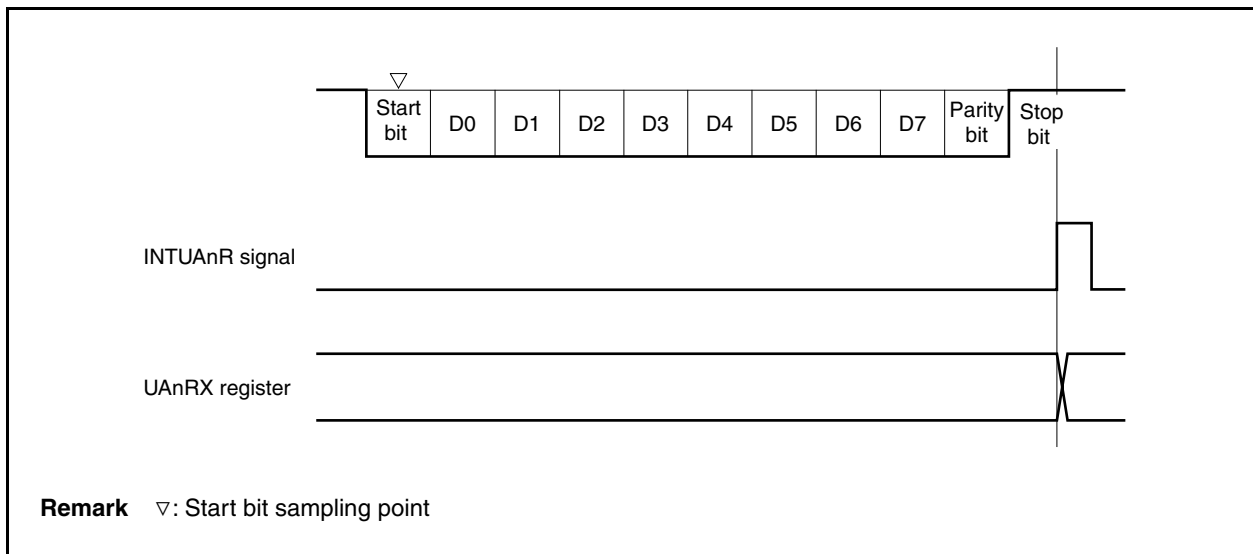 Start bit D0 D1 D2 D3 D4 D5 D6 D7 Parity bit Stop bit
INTUAnR signal
UAnRX register
Remark ▽: Start bit sampling point